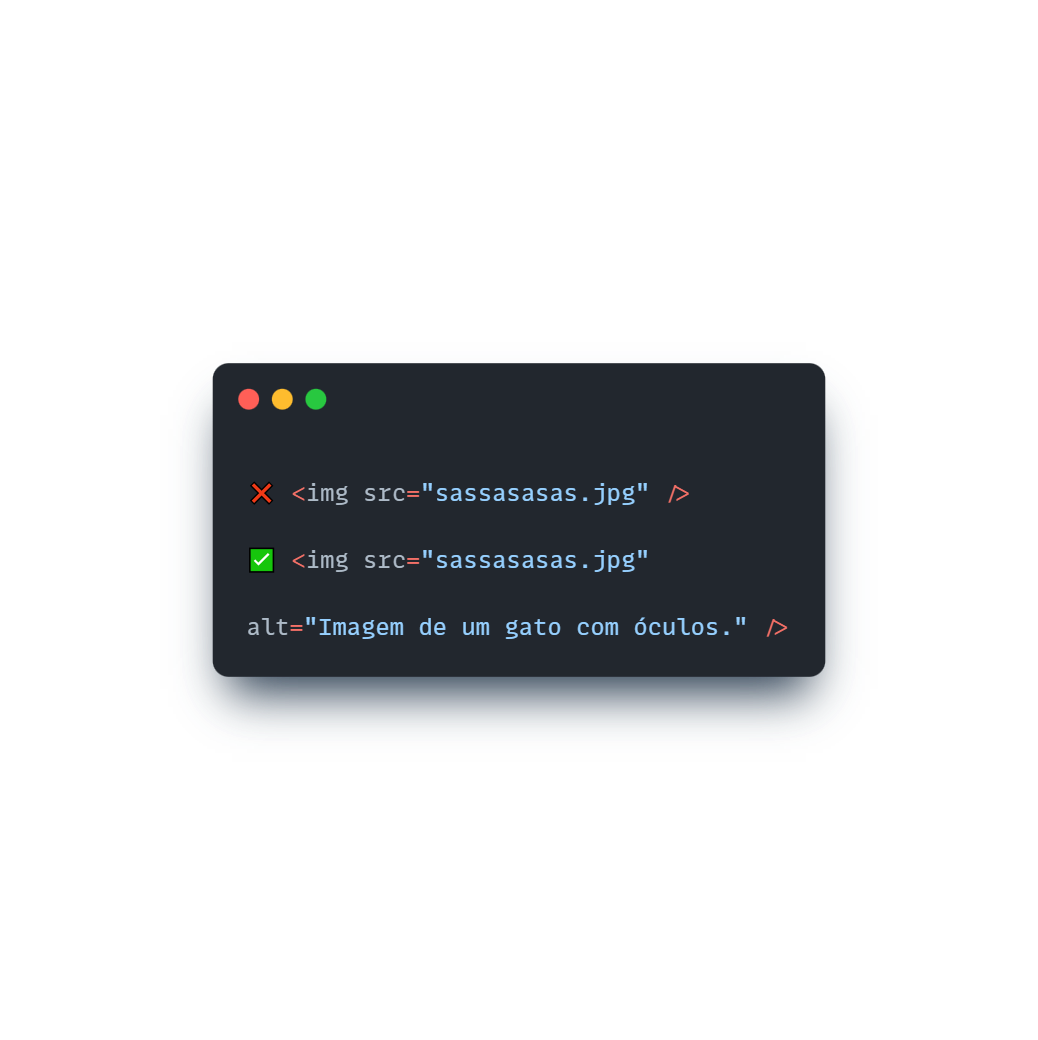 ❌ <img src="sassasasas.jpg" />
✅ <img src="sassasasas.jpg"
alt="Imagem de um gato com óculos." />